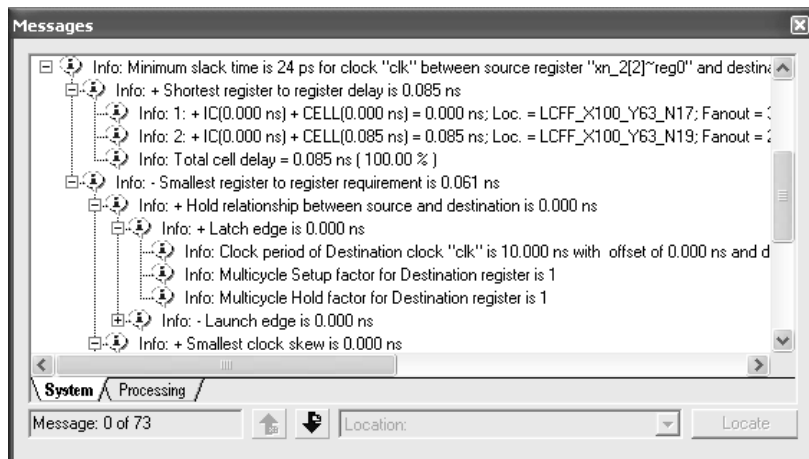 Messages
Info: Minimum slack time is 24 ps for clock "clk" between source register "xn_2[2]~reg0" and destina
Info: + Shortest register to register delay is 0.085 ns
Info: 1: + IC(0.000 ns) + CELL(0.000 ns) = 0.000 ns; Loc. = LCFF_X100_Y63_N17; Fanout =
Info: 2: + IC(0.000 ns) + CELL(0.085 ns) = 0.085 ns; Loc. = LCFF_X100_Y63_N19; Fanout =
Info: Total cell delay = 0.085 ns ( 100.00 % )
Info: - Smallest register to register requirement is 0.061 ns
Info: + Hold relationship between source and destination is 0.000 ns
Info: + Latch edge is 0.000 ns
Info: Clock period of Destination clock "clk" is 10.000 ns with offset of 0.000 ns and d
Info: Multicycle Setup factor for Destination register is 1
Info: Multicycle Hold factor for Destination register is 1
Info: - Launch edge is 0.000 ns
Info: + Smallest clock skew is 0.000 ns
System Processing
Message: 0 of 73 Location: Locate